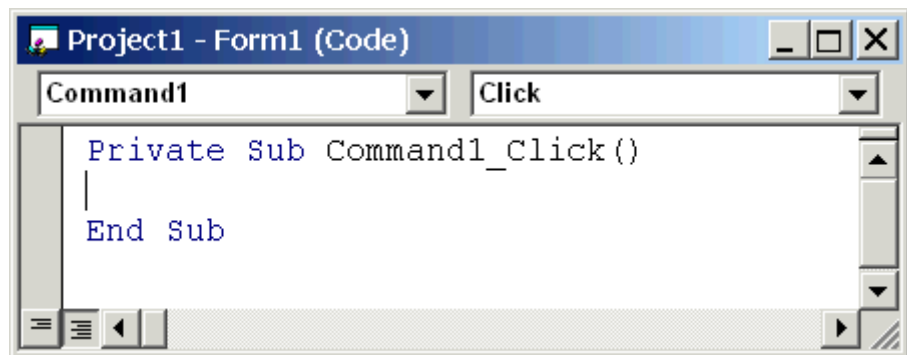 Project1 - Form1 (Code)
Command1 Click
Private Sub Command1_Click()
End Sub